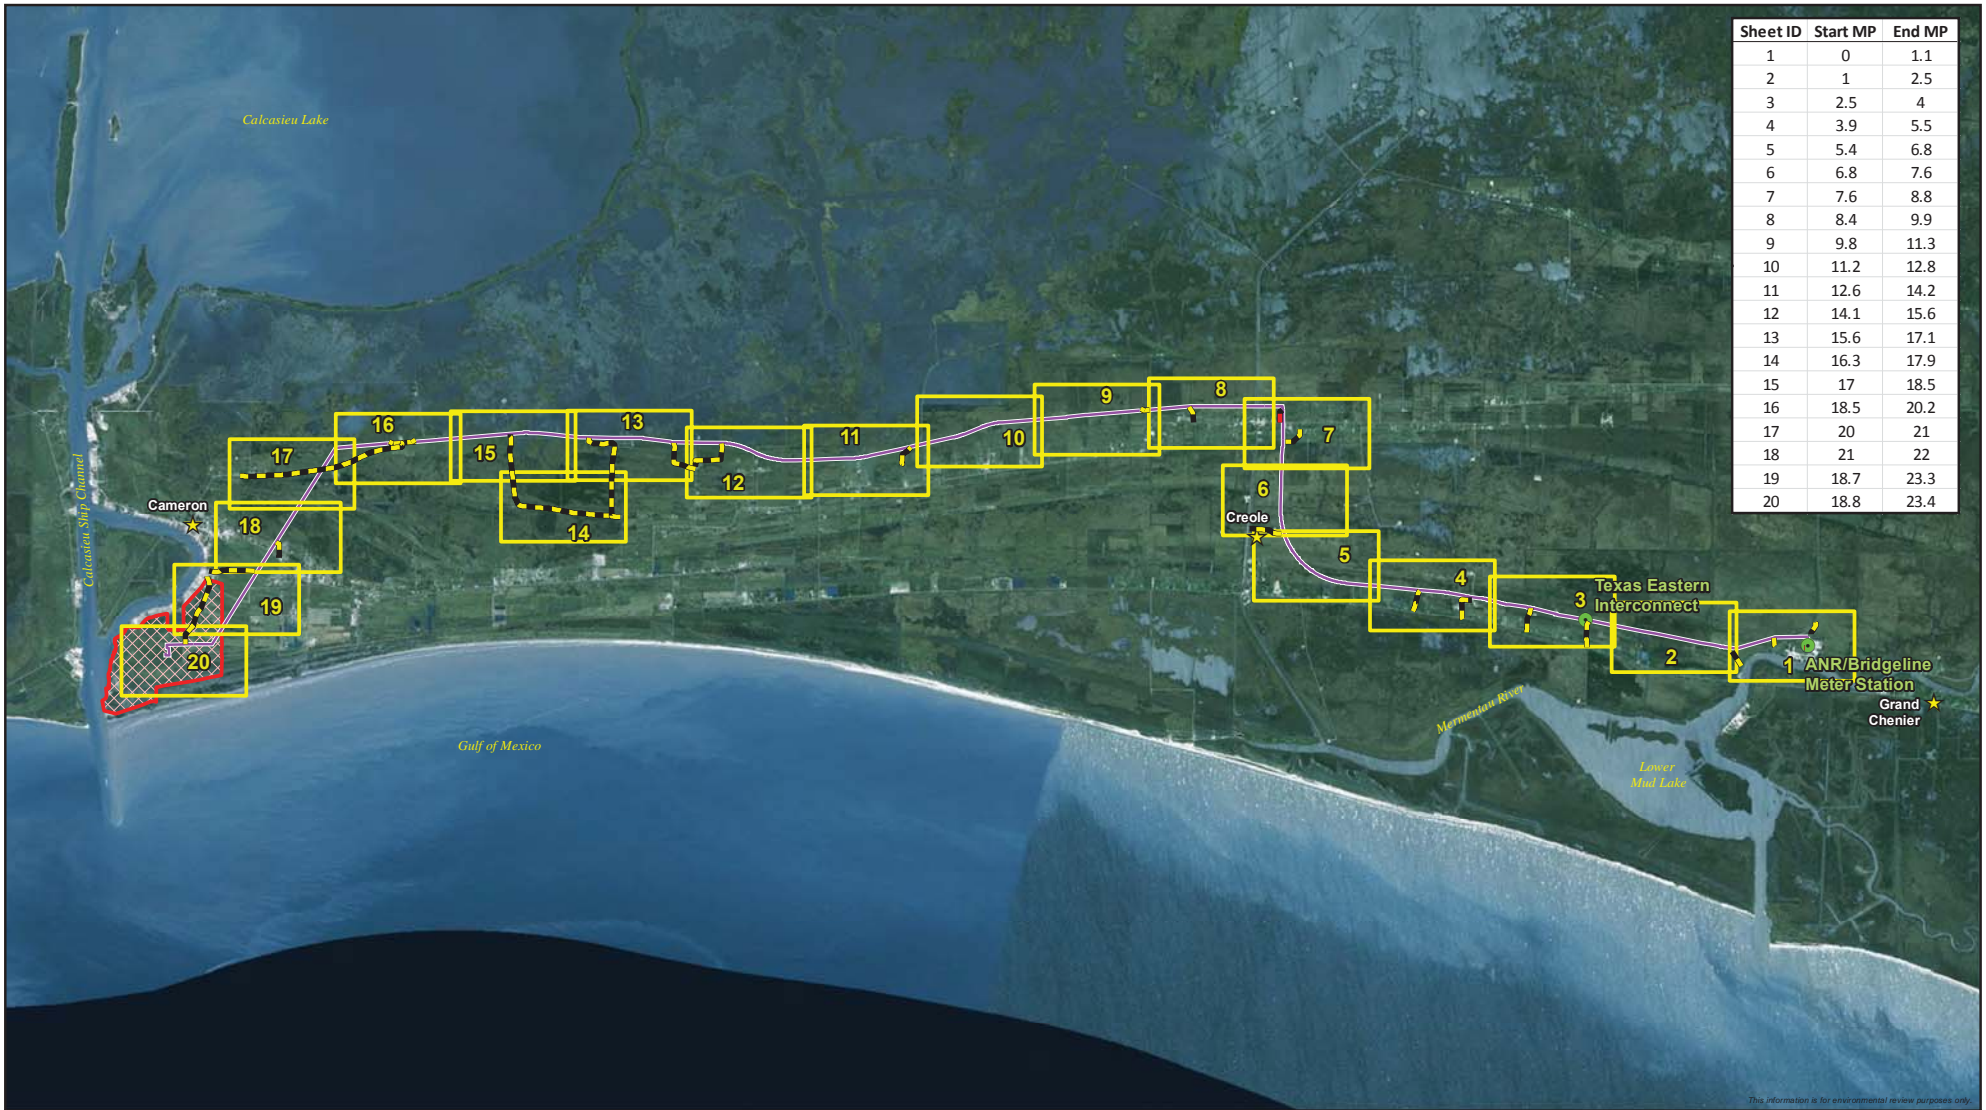 Sheet ID Start MP End MP
1 0 1.1
2 1 2.5
3 2.5 4
4 3.9 5.5
5 5.4 6.8
6 6.8 7.6
7 7.6 8.8
8 8.4 9.9
9 9.8 11.3
10 11.2 12.8
11 12.6 14.2
12 14.1 15.6
13 15.6 17.1
14 16.3 17.9
15 17 18.5
16 18.5 20.2
17 20 21
18 21 22
19 18.7 23.3
20 18.8 23.4
Calcasieu Lake
Calcasieu Ship Channel
Cameron
17
16
15
13
14
12
11
10
9
8
7
6
Creole
5
4
3
Texas Eastern
Interconnect
2
1
ANR/Bridgeline
Meter Station
Grand
Chenier
18
19
20
Gulf of Mexico
Mermentau River
Lower
Mud Lake
This information is for environmental review purposes only.